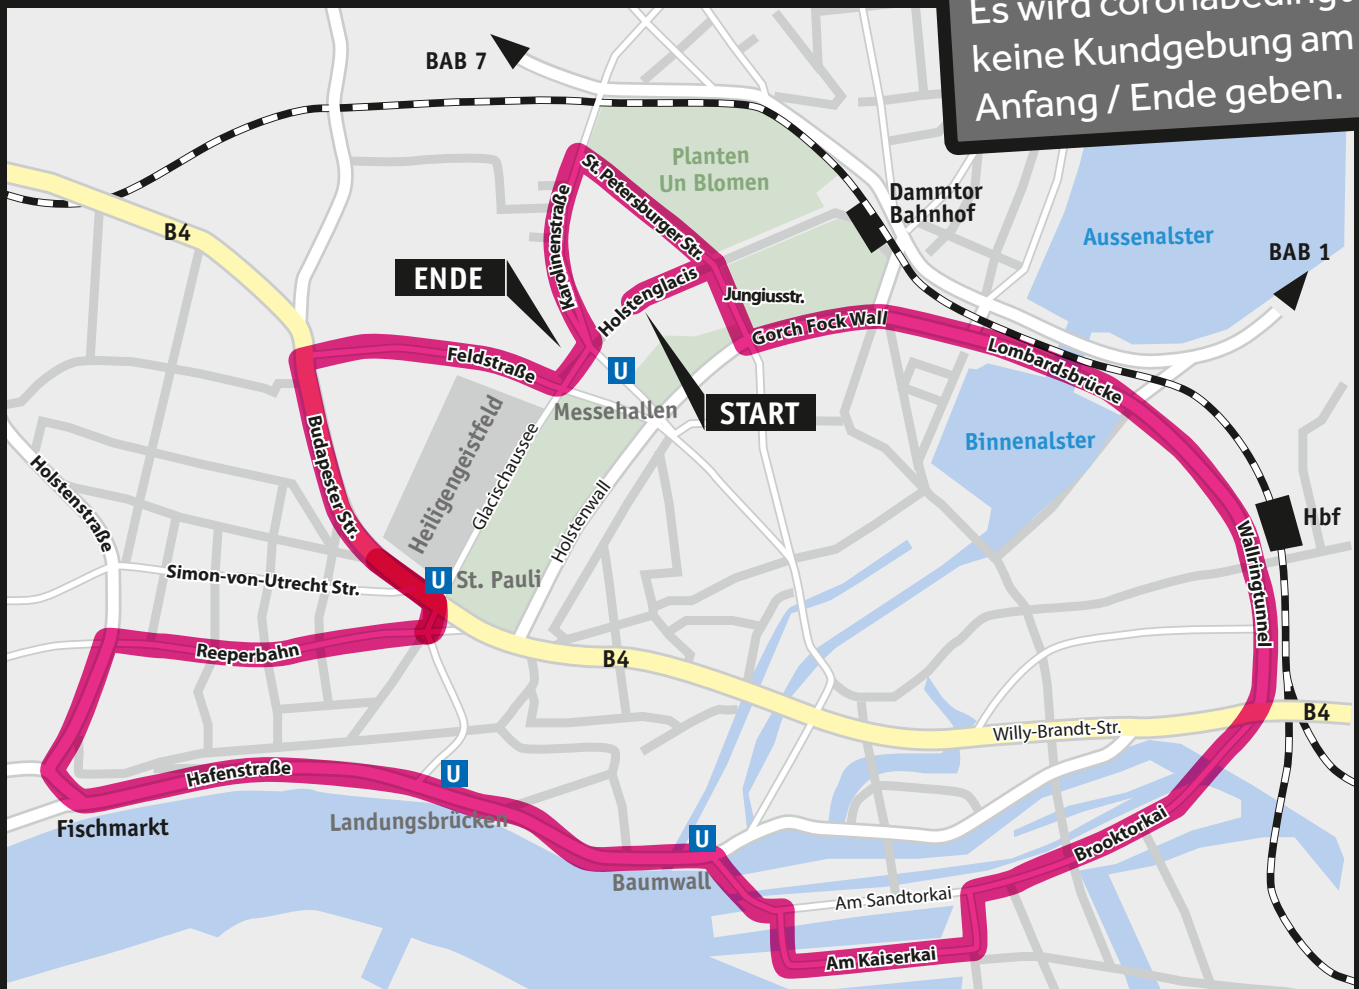 Es wird coronabedingt
keine Kundgebung am
Anfang / Ende geben.
BAB 7
Planten
Un Blomen
Dammtor
Bahnhof
Aussenalster
BAB 1
B4
St. Petersburger Str.
Karolinenstraße
ENDE
Holstenglacis
Jungiusstr.
Gorch Fock Wall
Lombardsbrücke
Feldstraße
U
Messehallen
START
Binnenalster
Budapester Str.
Heiligengeistfeld
Glacischaussee
Holstenwall
Holstenstraße
Hbf
Wallringtunnel
Simon-von-Utrecht Str.
U St. Pauli
Reeperbahn
B4
B4
Willy-Brandt-Str.
Hafenstraße
U
Landungsbrücken
Fischmarkt
U
Baumwall
Brooktorkai
Am Sandtorkai
Am Kaiserkai